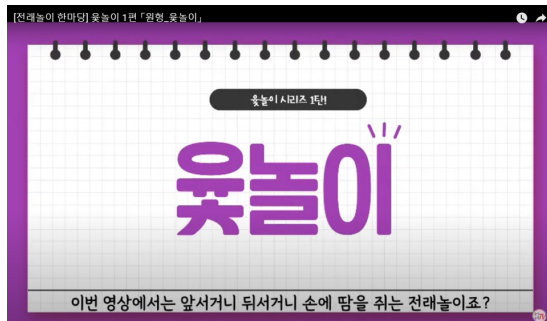 [전래놀이 한마당] 윷놀이 1편 「원형_윷놀이」
윷놀이 시리즈 1탄!
윷놀이
이번 영상에서는 앞서거니 뒤서거니 손에 땀을 쥐는 전래놀이죠?